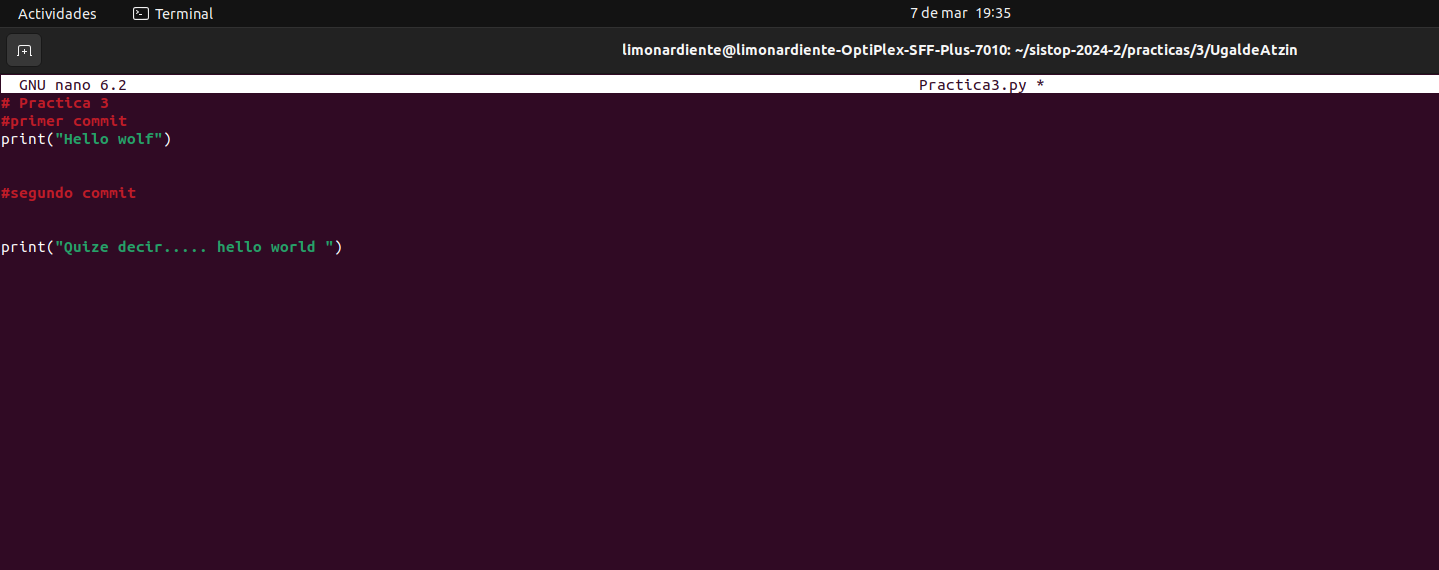 Actividades Terminal 7 de mar 19:35
limonardiente@limonardiente-OptiPlex-SFF-Plus-7010: ~/sistop-2024-2/practicas/3/UgaldeAtzin
GNU nano 6.2 Practica3.py *
# Practica 3
#primer commit
print("Hello wolf")
#segundo commit
print("Quize decir..... hello world ")